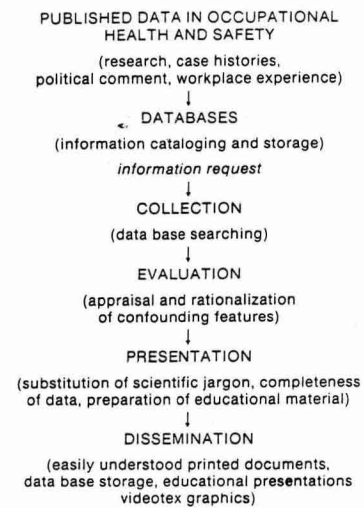 PUBLISHED DATA IN OCCUPATIONAL
HEALTH AND SAFETY
(research, case histories,
political comment, workplace experience)
↓
DATABASES
(information cataloging and storage)
information request
↓
COLLECTION
(data base searching)
↓
EVALUATION
(appraisal and rationalization
of confounding features)
↓
PRESENTATION
(substitution of scientific jargon, completeness
of data, preparation of educational material)
↓
DISSEMINATION
(easily understood printed documents,
data base storage, educational presentations
videotex graphics)